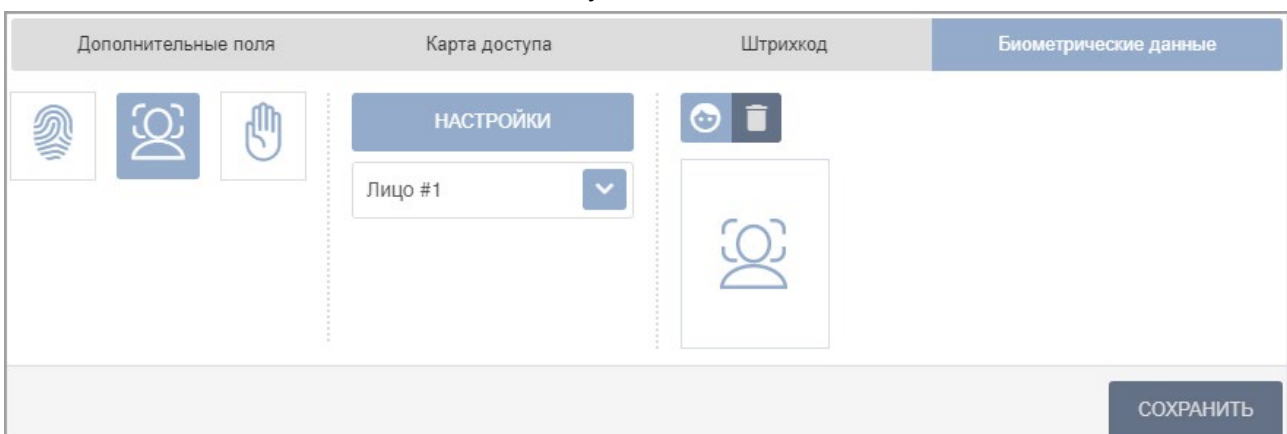 Дополнительные поля Карта доступа Штрихкод Биометрические данные
НАСТРОЙКИ
Лицо #1
СОХРАНИТЬ